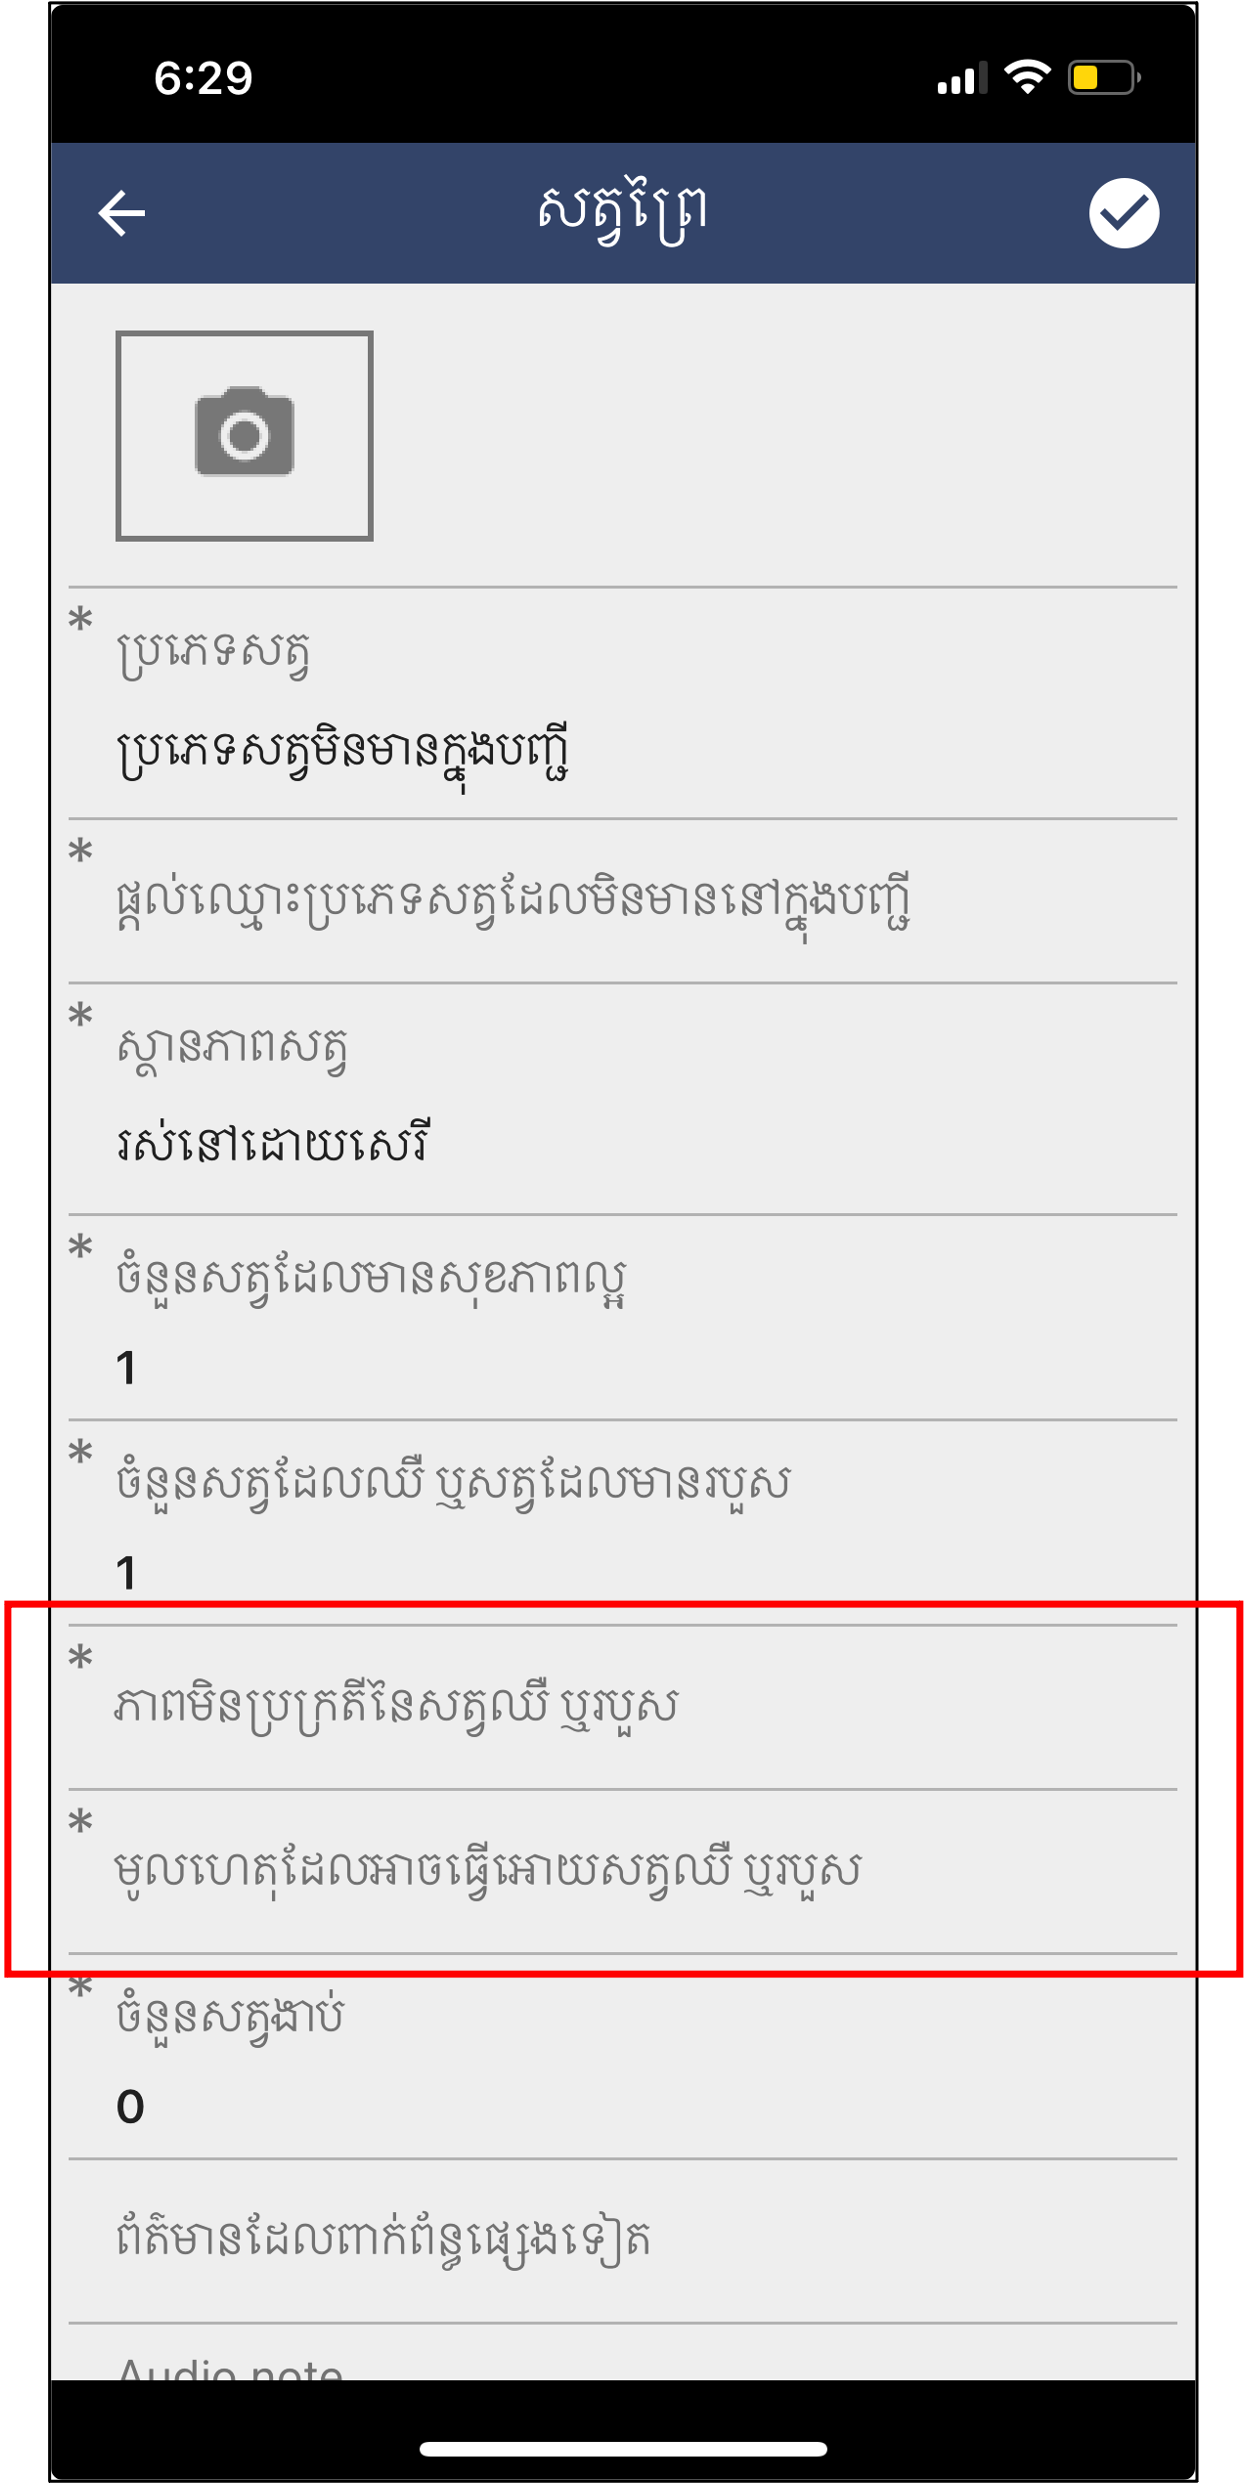 6:29
សត្វព្រៃ
* ប្រភេទសត្វ
ប្រភេទសត្វមិនមានក្នុងបញ្ជី
* ផ្តល់ឈ្មោះប្រភេទសត្វដែលមិនមាននៅក្នុងបញ្ជី
* ស្ថានភាពសត្វ
រស់នៅដោយសេរី
* ចំនួនសត្វដែលមានសុខភាពល្អ
1
* ចំនួនសត្វដែលឈឺ ឬសត្វដែលមានរបួស
1
* ភាពមិនប្រក្រតីនៃសត្វឈឺ ឬរបួស
* មូលហេតុដែលអាចធ្វើអោយសត្វឈឺ ឬរបួស
* ចំនួនសត្វងាប់
0
ព័ត៌មានដែលពាក់ព័ន្ធផ្សេងទៀត
Audio note